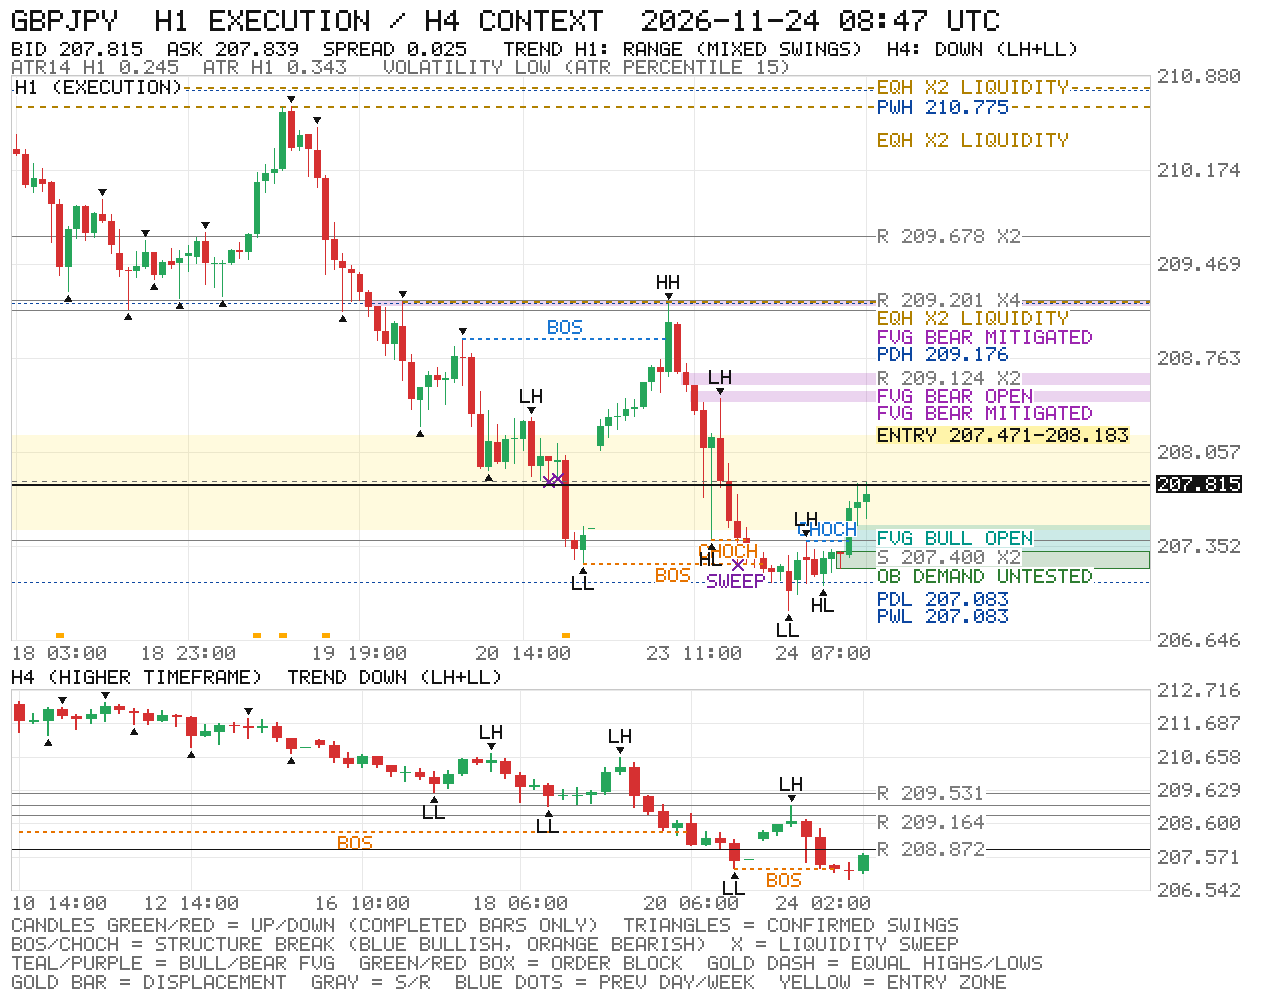 GBPJPY  H1 EXECUTION / H4 CONTEXT  2026-11-24 08:47 UTC
BID 207.815  ASK 207.839  SPREAD 0.025   TREND H1: RANGE (MIXED SWINGS)  H4: DOWN (LH+LL)
ATR14 H1 0.245  ATR H1 0.343   VOLATILITY LOW (ATR PERCENTILE 15)
210.880
H1 (EXECUTION)
EQH X2 LIQUIDITY
PWH 210.775
EQH X2 LIQUIDITY
210.174
R 209.678 X2
209.469
HH
R 209.201 X4
EQH X2 LIQUIDITY
BOS
FVG BEAR MITIGATED
PDH 209.176
208.763
LH
R 209.124 X2
LH
FVG BEAR OPEN
FVG BEAR MITIGATED
ENTRY 207.471-208.183
208.057
207.815
LH
CHOCH
FVG BULL OPEN
207.352
CHOCH
HL
S 207.400 X2
BOS
OB DEMAND UNTESTED
LL
SWEEP
PDL 207.083
HL
PWL 207.083
LL
206.646
18 03:00
18 23:00
19 19:00
20 14:00
23 11:00
24 07:00
H4 (HIGHER TIMEFRAME)  TREND DOWN (LH+LL)
212.716
211.687
LH
LH
210.658
LH
R 209.531
209.629
LL
LL
R 209.164
208.600
BOS
R 208.872
207.571
BOS
LL
206.542
10 14:00
12 14:00
16 10:00
18 06:00
20 06:00
24 02:00
CANDLES GREEN/RED = UP/DOWN (COMPLETED BARS ONLY)  TRIANGLES = CONFIRMED SWINGS
BOS/CHOCH = STRUCTURE BREAK (BLUE BULLISH, ORANGE BEARISH)  X = LIQUIDITY SWEEP
TEAL/PURPLE = BULL/BEAR FVG  GREEN/RED BOX = ORDER BLOCK  GOLD DASH = EQUAL HIGHS/LOWS
GOLD BAR = DISPLACEMENT  GRAY = S/R  BLUE DOTS = PREV DAY/WEEK  YELLOW = ENTRY ZONE